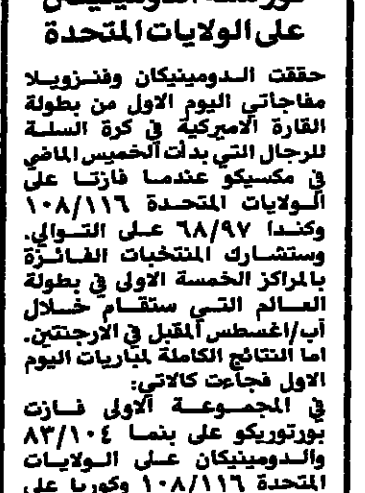 على الولايات المتحدة
حققت الدومينيكان وفنزويلا
مفاجأتي اليوم الاول من بطولة
القارة الاميركية في كرة السلة
للرجال التي بدأت الخميس الماضي
في مكسيكو عندما فازتا على
الولايات المتحدة ١٠٨/١١٦
وكندا ٦٨/٩٧ على التوالي.
وستشارك المنتخبات الفائزة
بالمراكز الخمسة الاولى في بطولة
العالم التي ستقام خلال
آب/اغسطس المقبل في الارجنتين.
اما النتائج الكاملة لمباريات اليوم
الاول فجاءت كالآتي:
في المجموعة الاولى فازت
بورتوريكو على بنما ٨٣/١٠٤
والدومينيكان على الولايات
المتحدة ١٠٨/١١٦ وكوريا على